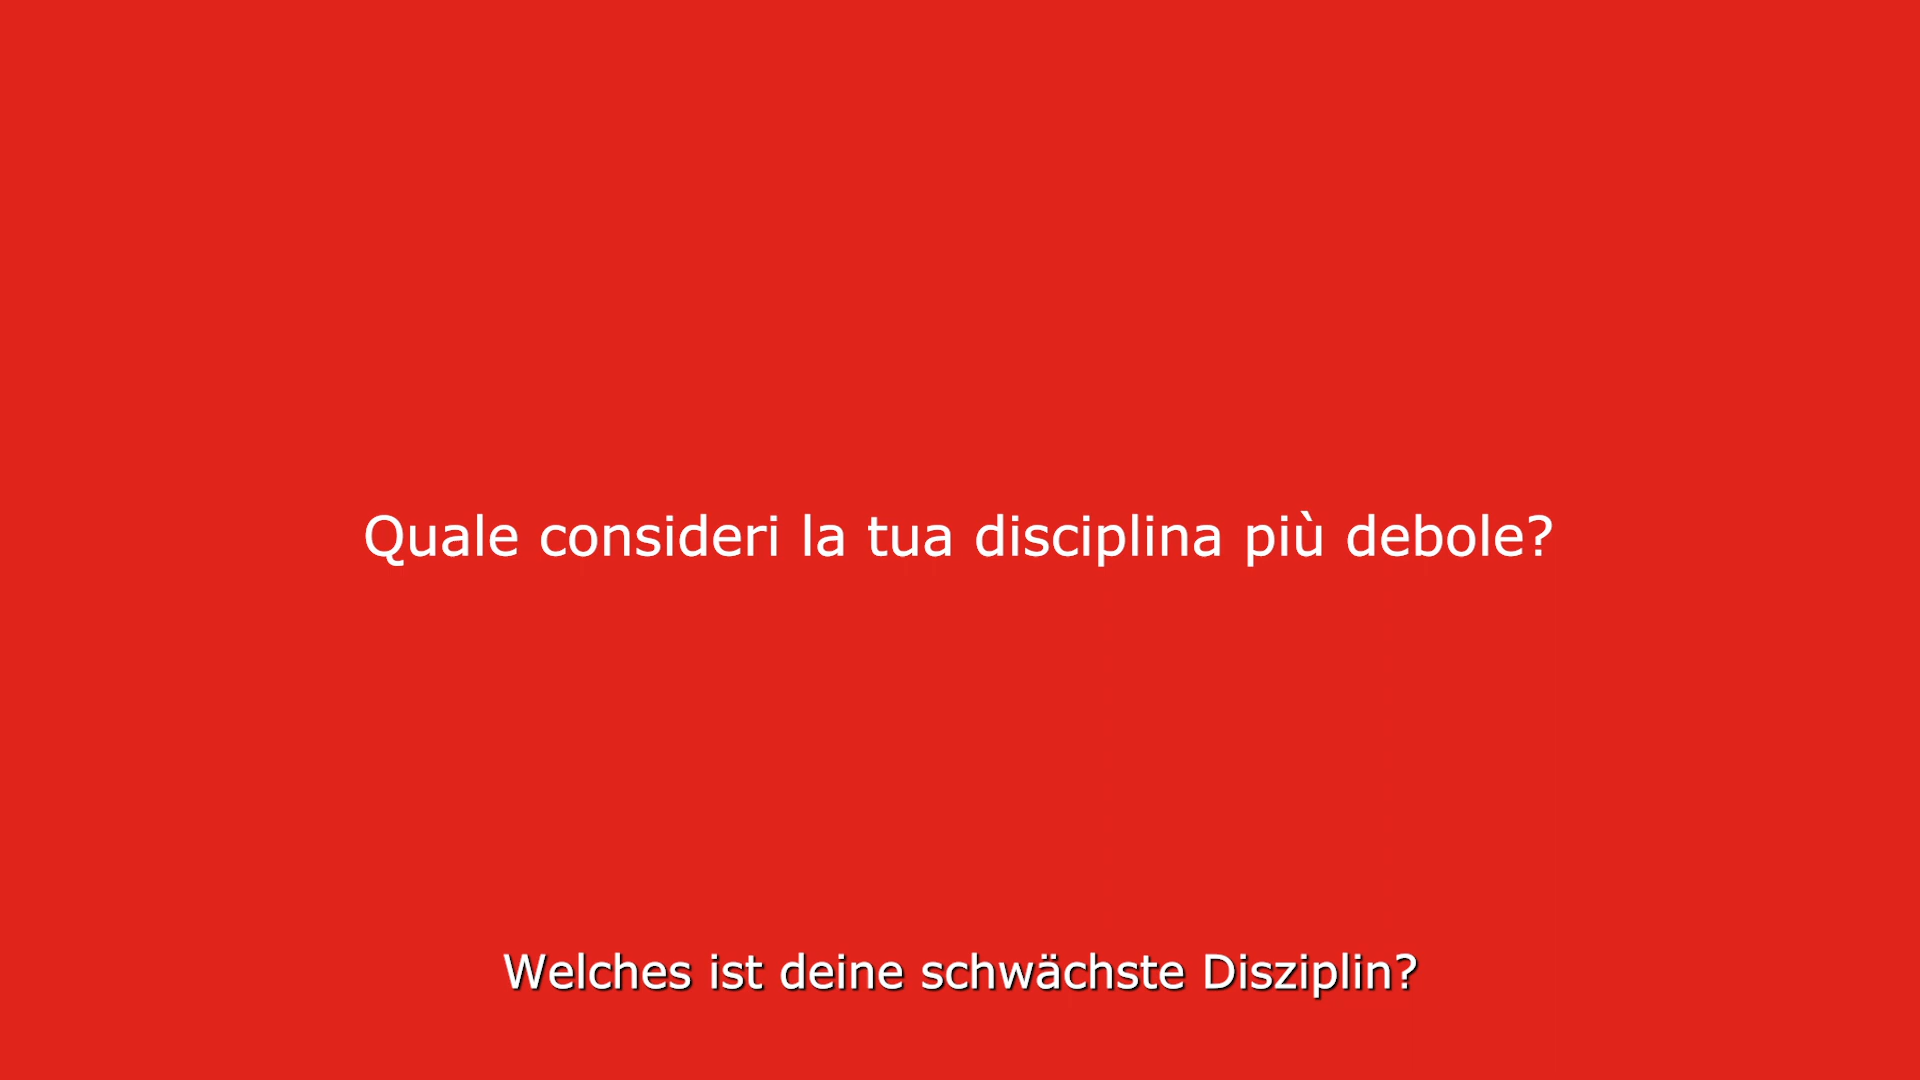 Quale consideri la tua disciplina più debole?
Welches ist deine schwächste Disziplin?